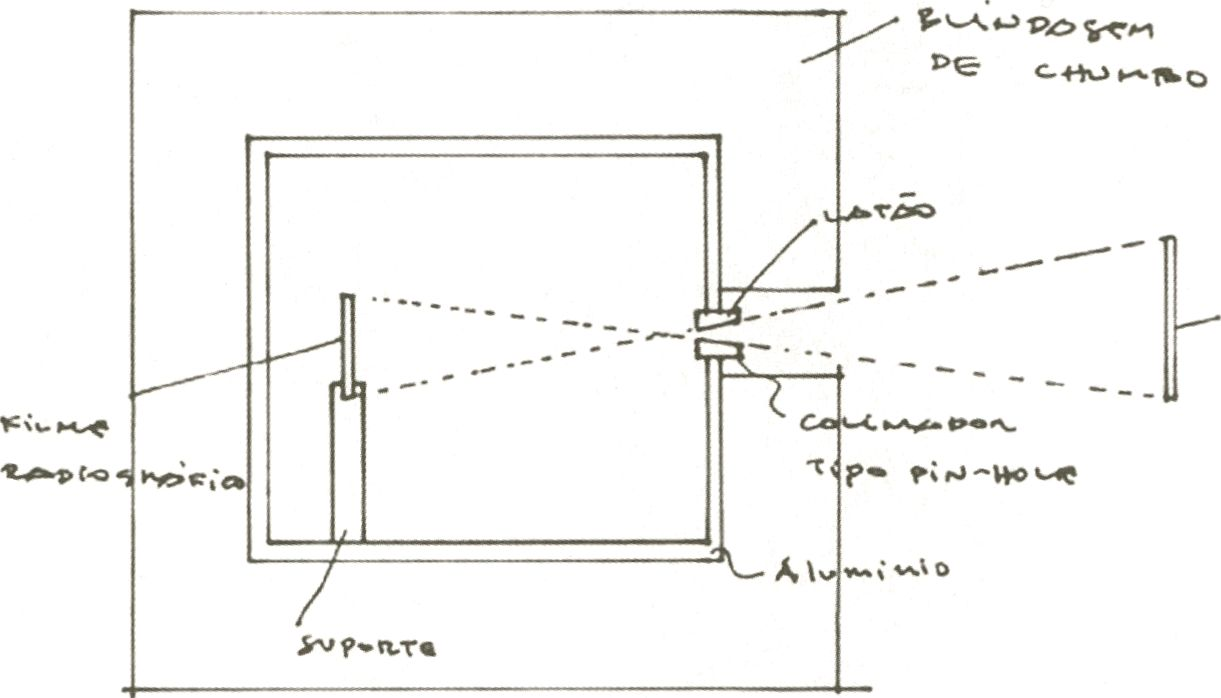 BLINDAGEM
DE CHUMBO
LATÃO
FILME
RADIOGRÁFICO
COLIMADOR
TIPO PIN-HOLE
ALUMINIO
SUPORTE